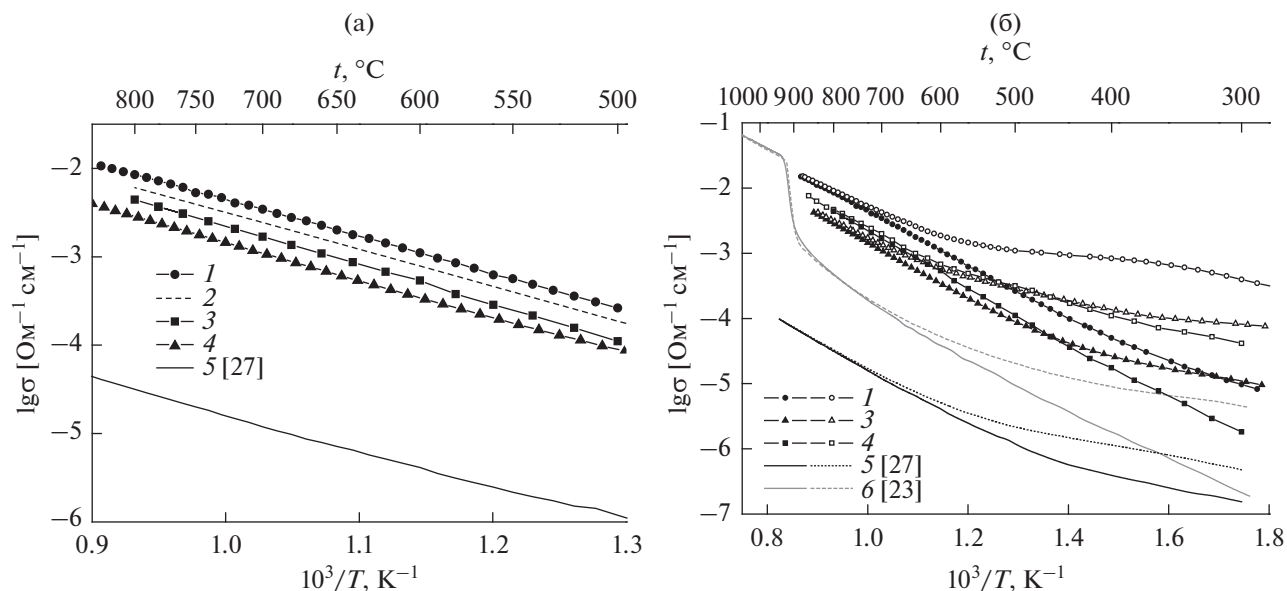 (а)
t, °C
800 750 700 650 600 550 500
–2
–3
–4
–5
–6
lgσ [Ом⁻¹ см⁻¹]
1
2
3
4
5 [27]
0.9 1.0 1.1 1.2 1.3
10³/T, K⁻¹
(б)
t, °C
1000 900 800 700 600 500 400 300
–1
–2
–3
–4
–5
–6
–7
lgσ [Ом⁻¹ см⁻¹]
1
3
4
5 [27]
6 [23]
0.8 1.0 1.2 1.4 1.6 1.8
10³/T, K⁻¹